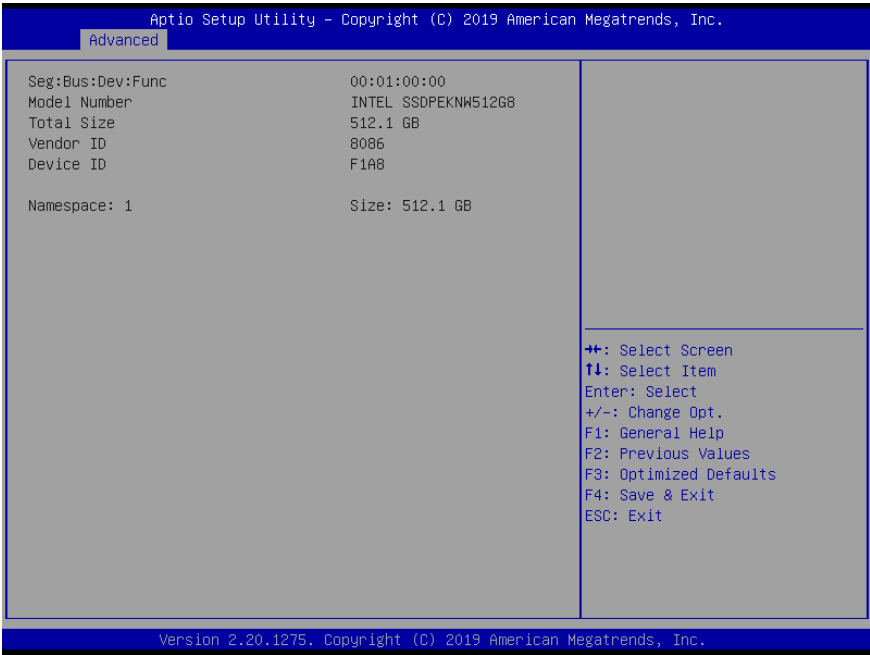 Aptio Setup Utility – Copyright (C) 2019 American Megatrends, Inc.
Advanced
Seg:Bus:Dev:Func 00:01:00:00
Model Number INTEL SSDPEKNW512G8
Total Size 512.1 GB
Vendor ID 8086
Device ID F1A8
Namespace: 1 Size: 512.1 GB
→←: Select Screen
↑↓: Select Item
Enter: Select
+/-: Change Opt.
F1: General Help
F2: Previous Values
F3: Optimized Defaults
F4: Save & Exit
ESC: Exit
Version 2.20.1275. Copyright (C) 2019 American Megatrends, Inc.